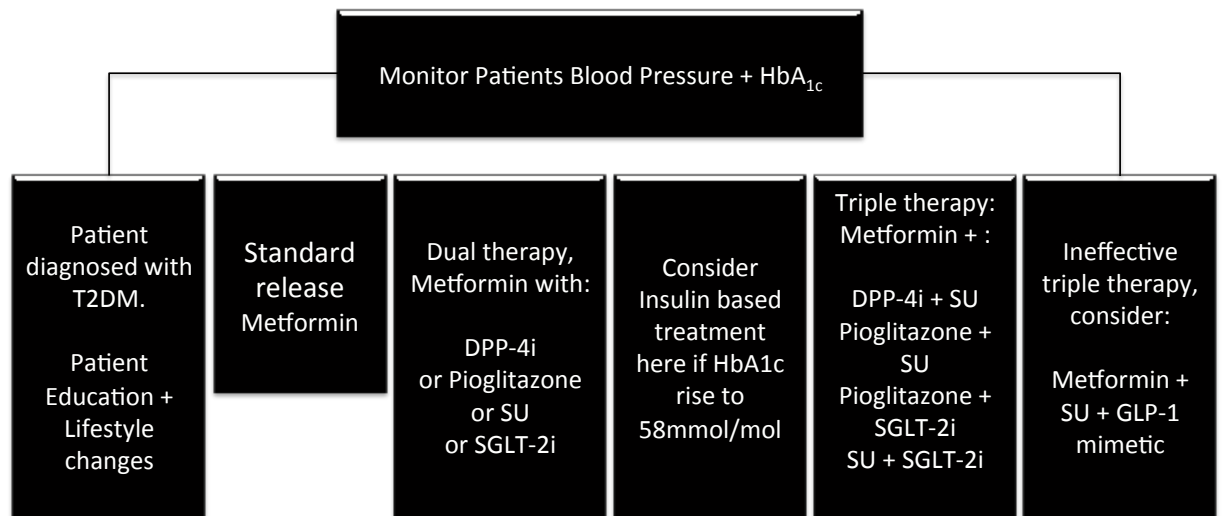 Monitor Patients Blood Pressure + HbA1c
Patient
diagnosed with
T2DM.
Patient
Education +
Lifestyle
changes
Standard
release
Metformin
Dual therapy,
Metformin with:
DPP-4i
or Pioglitazone
or SU
or SGLT-2i
Consider
Insulin based
treatment
here if HbA1c
rise to
58mmol/mol
Triple therapy:
Metformin + :
DPP-4i + SU
Pioglitazone +
SU
Pioglitazone +
SGLT-2i
SU + SGLT-2i
Ineffective
triple therapy,
consider:
Metformin +
SU + GLP-1
mimetic